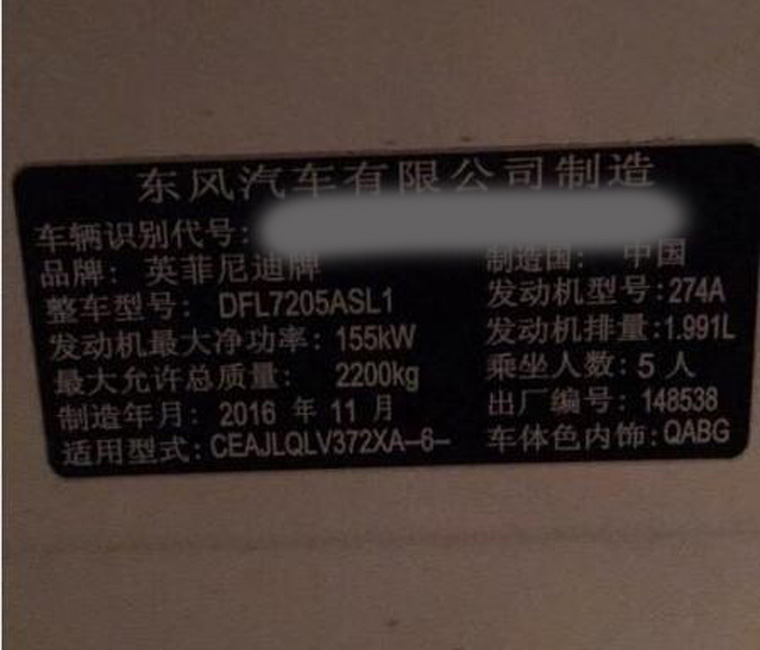 东风汽车有限公司制造
车辆识别代号:
品牌: 英菲尼迪牌 制造国: 中国
整车型号: DFL7205ASL1 发动机型号:274A
发动机最大净功率: 155kW 发动机排量:1.991L
最大允许总质量: 2200kg 乘坐人数: 5 人
制造年月: 2016 年 11 月 出厂编号: 148538
适用型式:CEAJLQLV372XA-6- 车体色内饰:QABG